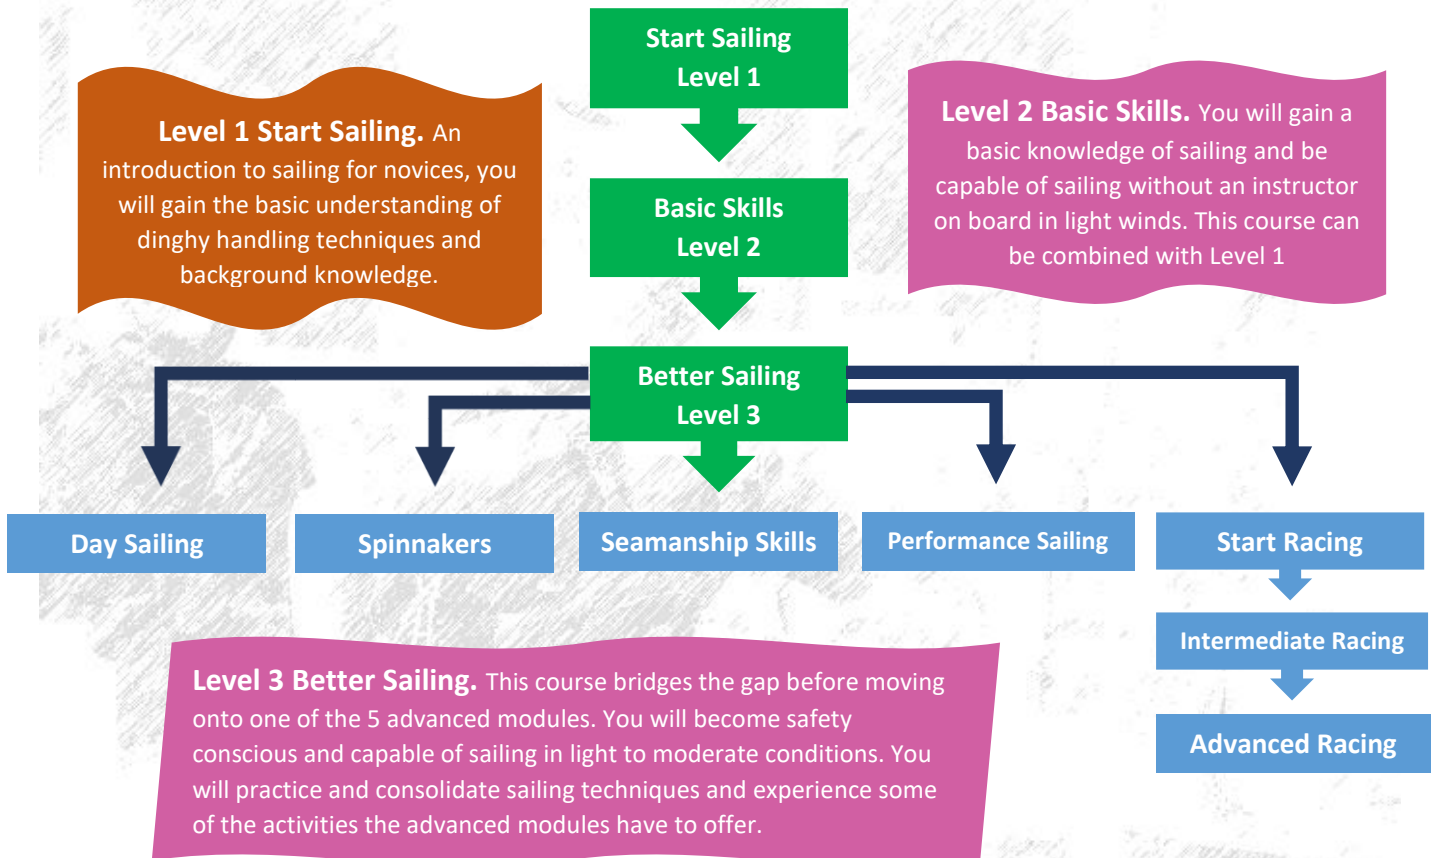 Start Sailing
Level 1
Level 1 Start Sailing. An
introduction to sailing for novices, you
will gain the basic understanding of
dinghy handling techniques and
background knowledge.
Level 2 Basic Skills. You will gain a
basic knowledge of sailing and be
capable of sailing without an instructor
on board in light winds. This course can
be combined with Level 1
Basic Skills
Level 2
Better Sailing
Level 3
Day Sailing
Spinnakers
Seamanship Skills
Performance Sailing
Start Racing
Intermediate Racing
Advanced Racing
Level 3 Better Sailing. This course bridges the gap before moving
onto one of the 5 advanced modules. You will become safety
conscious and capable of sailing in light to moderate conditions. You
will practice and consolidate sailing techniques and experience some
of the activities the advanced modules have to offer.